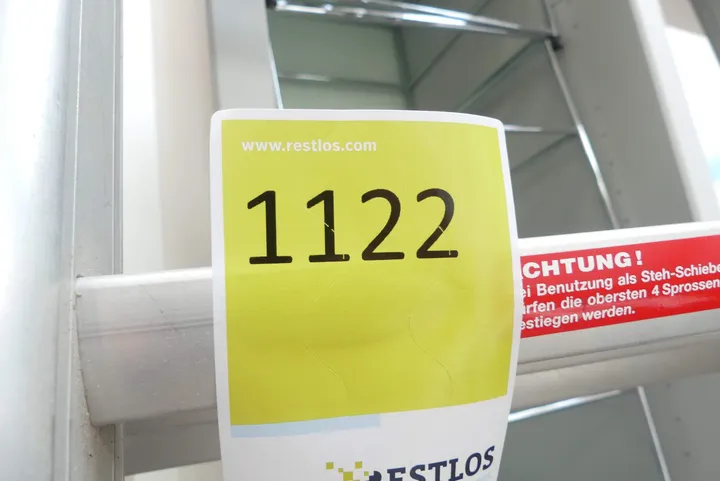 www.restlos.com
1122
CHTUNG!
ei Benutzung als Steh-Schiebe
ürfen die obersten 4 Sprossen
estiegen werden.
RESTLOS